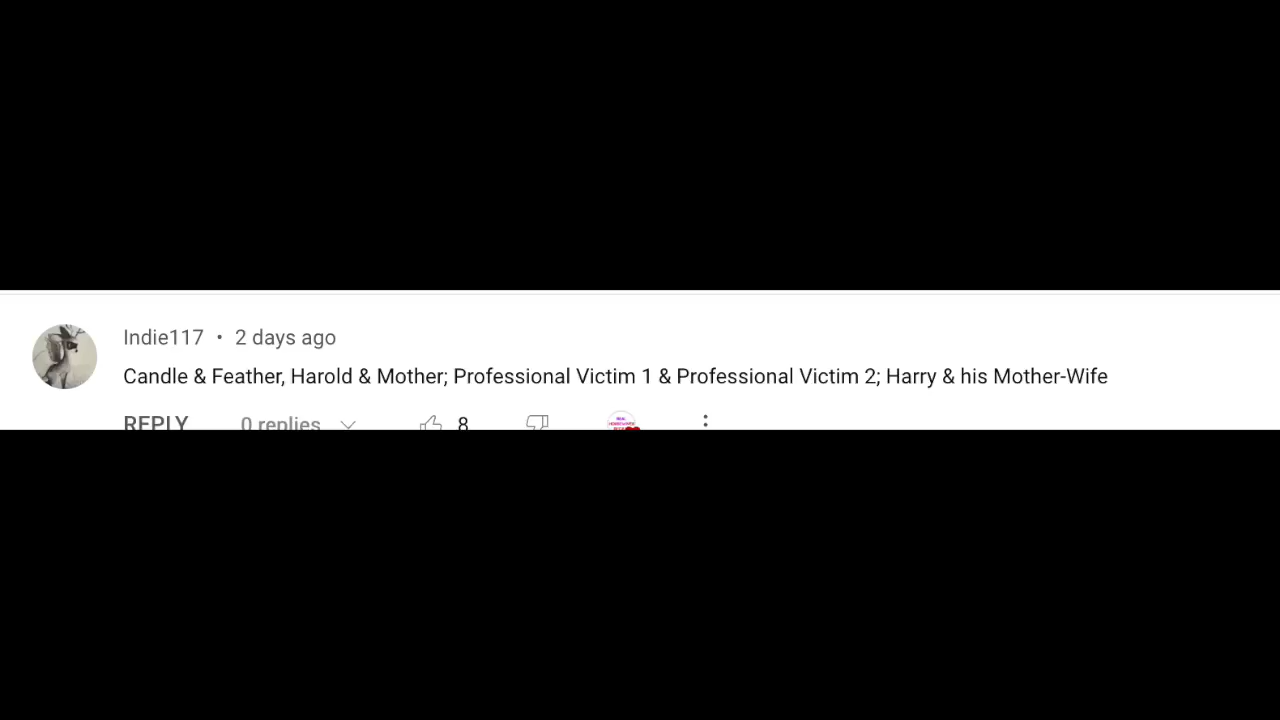 Indie117 • 2 days ago
Candle & Feather, Harold & Mother; Professional Victim 1 & Professional Victim 2; Harry & his Mother-Wife
REPLY 0 replies 8